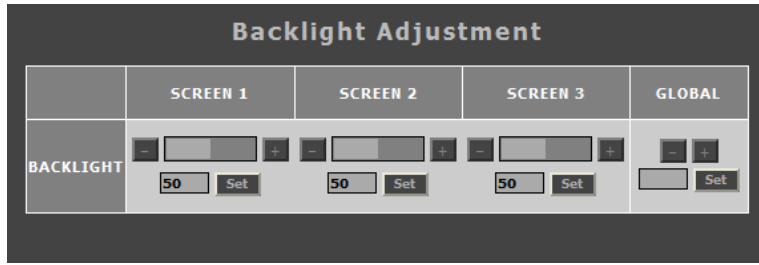 Backlight Adjustment
SCREEN 1 SCREEN 2 SCREEN 3 GLOBAL
BACKLIGHT - + - + - + - +
50 Set 50 Set 50 Set Set